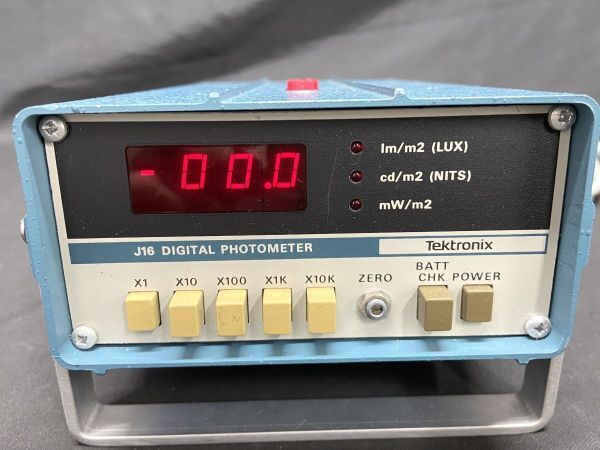 - 00.0
lm/m2 (LUX)
cd/m2 (NITS)
mW/m2
J16 DIGITAL PHOTOMETER
Tektronix
X1 X10 X100 X1K X10K ZERO BATT CHK POWER